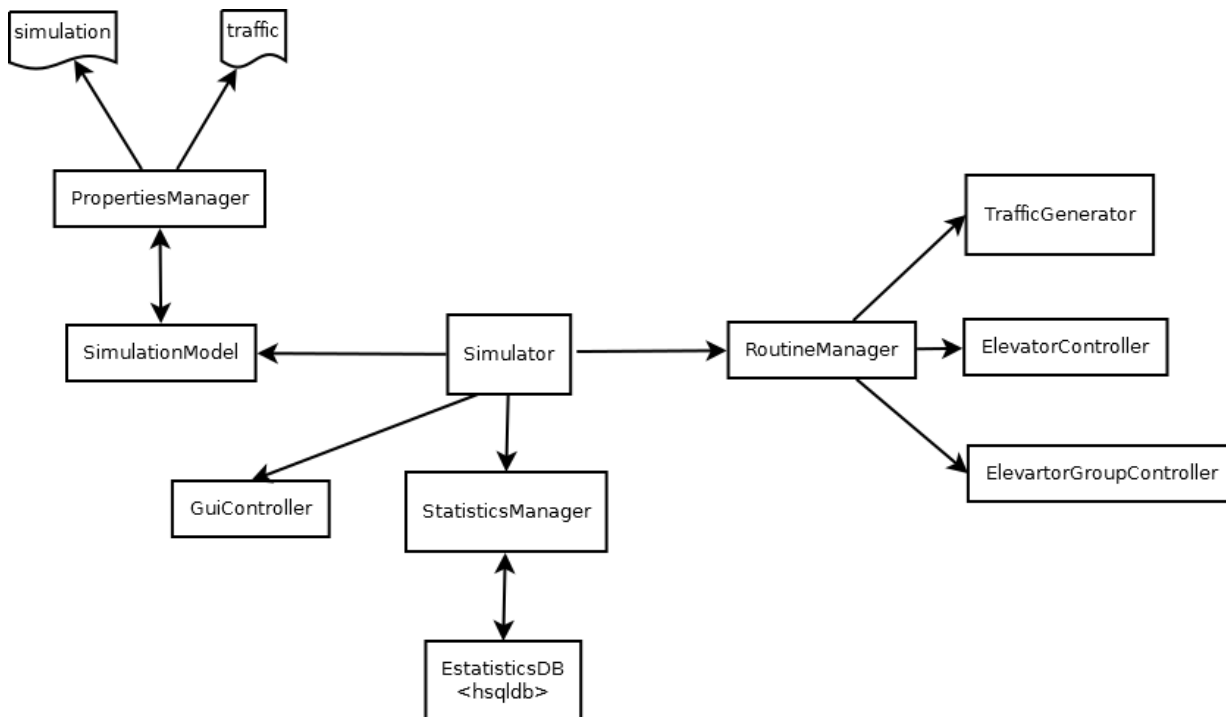 simulation
traffic
PropertiesManager
TrafficGenerator
SimulationModel
Simulator
RoutineManager
ElevatorController
GuiController
StatisticsManager
ElevartorGroupController
EstatisticsDB
<hsqldb>